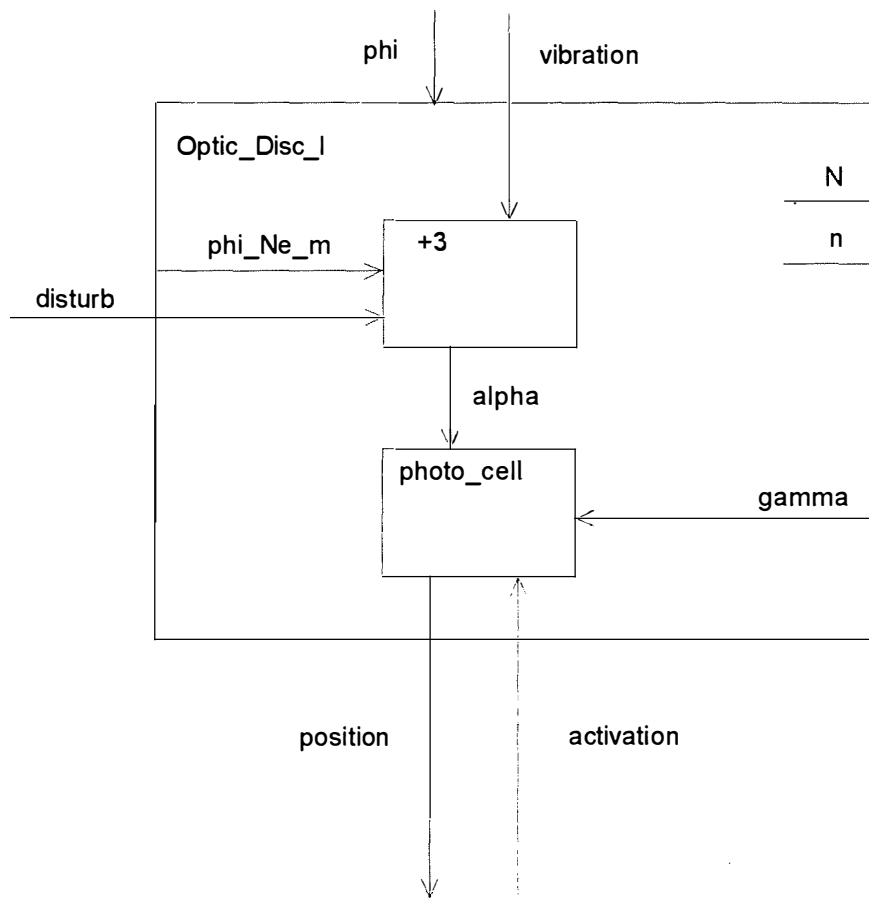 phi
vibration
Optic_Disc_I
N
+3
phi_Ne_m
n
disturb
alpha
photo_cell
gamma
position
activation